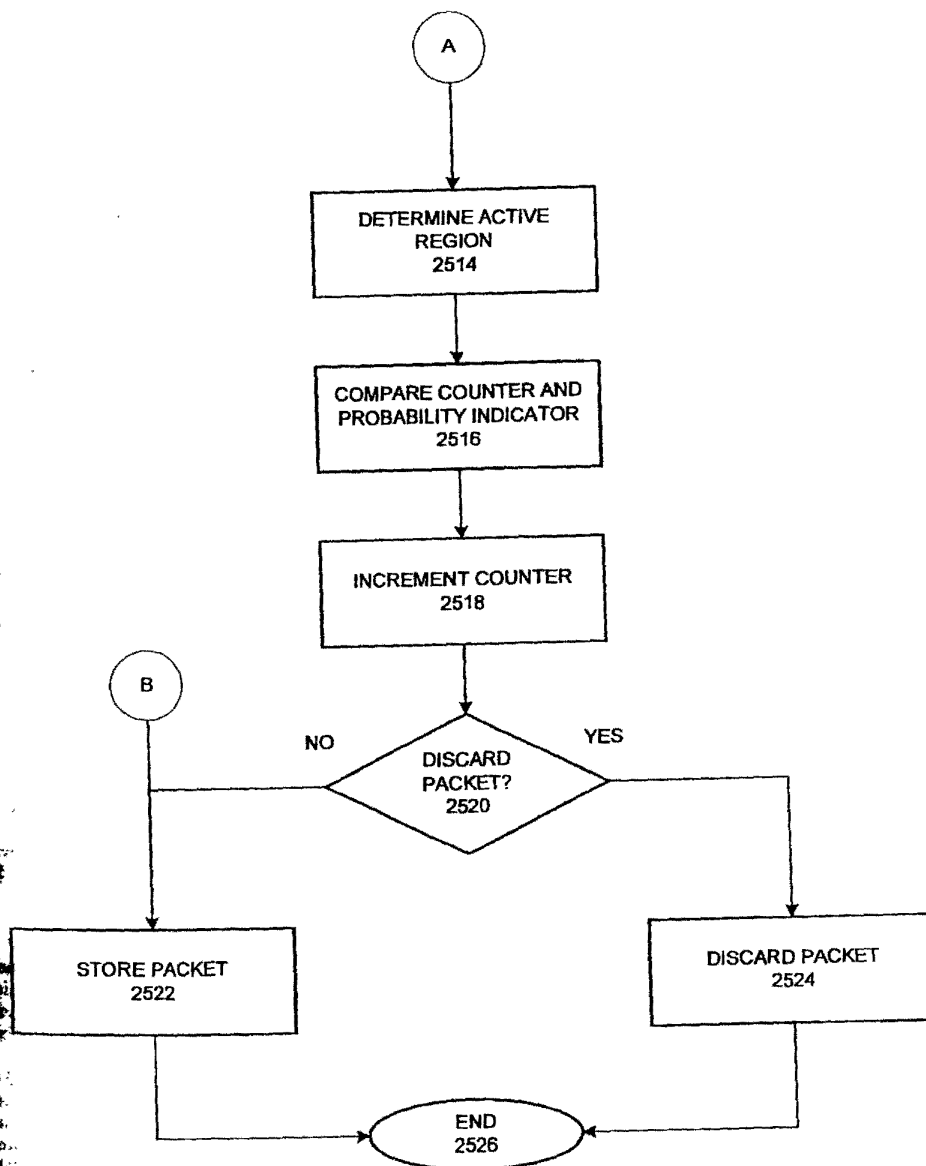 A
DETERMINE ACTIVE
REGION
2514
COMPARE COUNTER AND
PROBABILITY INDICATOR
2516
INCREMENT COUNTER
2518
B
NO
YES
DISCARD
PACKET?
2520
STORE PACKET
2522
DISCARD PACKET
2524
END
2526